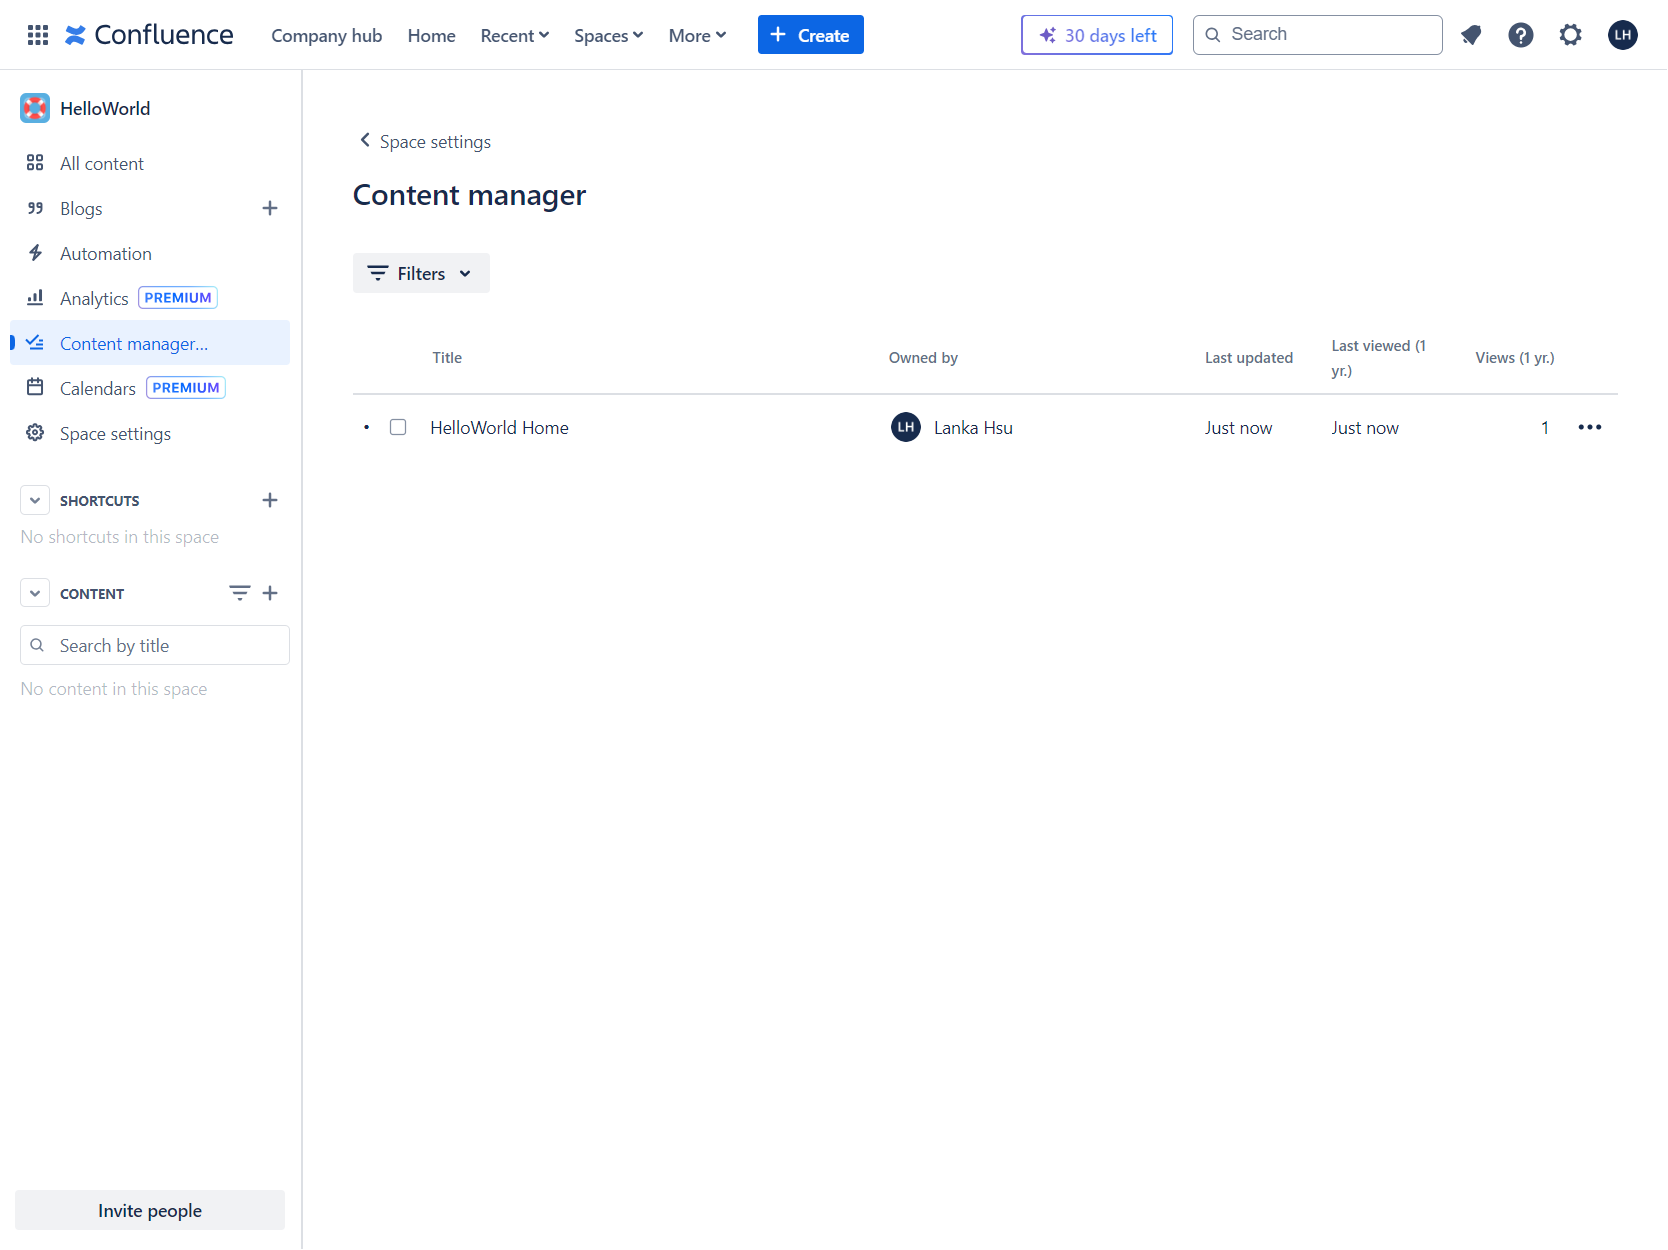 Confluence
Company hub
Home
Recent
Spaces
More
+ Create
30 days left
Search
LH
HelloWorld
All content
Blogs
Automation
Analytics PREMIUM
Content manager...
Calendars PREMIUM
Space settings
SHORTCUTS
No shortcuts in this space
CONTENT
Search by title
No content in this space
Invite people
Space settings
Content manager
Filters
Title
Owned by
Last updated
Last viewed (1
yr.)
Views (1 yr.)
HelloWorld Home
LH Lanka Hsu
Just now
Just now
1